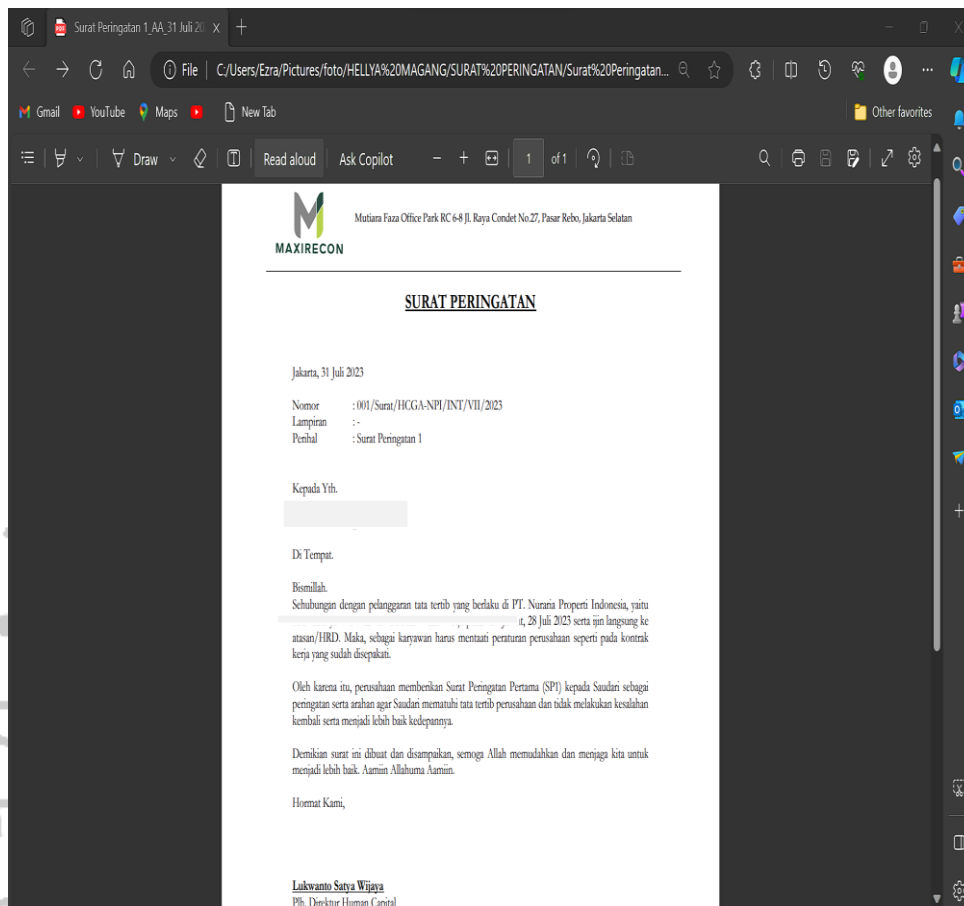 Surat Peringatan 1_AA_31 Juli 20
File
C:/Users/Ezra/Pictures/foto/HELLYA%20MAGANG/SURAT%20PERINGATAN/Surat%20Peringatan...
Gmail
YouTube
Maps
New Tab
Other favorites
Draw
Read aloud
Ask Copilot
1 of 1
MAXIRECON
Mutiara Faza Office Park RC 6-8 Jl. Raya Condet No.27, Pasar Rebo, Jakarta Selatan
SURAT PERINGATAN
Jakarta, 31 Juli 2023
Nomor : 001/Surat/HCGA-NPI/INT/VII/2023
Lampiran : -
Perihal : Surat Peringatan 1
Kepada Yth.
Di Tempat.
Bismillah.
Sehubungan dengan pelanggaran tata tertib yang berlaku di PT. Nuraria Properti Indonesia, yaitu
28 Juli 2023 serta ijin langsung ke
atasan/HRD. Maka, sebagai karyawan harus mentaati peraturan perusahaan seperti pada kontrak
kerja yang sudah disepakati.
Oleh karena itu, perusahaan memberikan Surat Peringatan Pertama (SP1) kepada Saudari sebagai
peringatan serta arahan agar Saudari mematuhi tata tertib perusahaan dan tidak melakukan kesalahan
kembali serta menjadi lebih baik kedepannya.
Demikian surat ini dibuat dan disampaikan, semoga Allah memudahkan dan menjaga kita untuk
menjadi lebih baik. Aamiin Allahuma Aamiin.
Hormat Kami,
Lukwanto Satya Wijaya
Plh. Direktur Human Capital